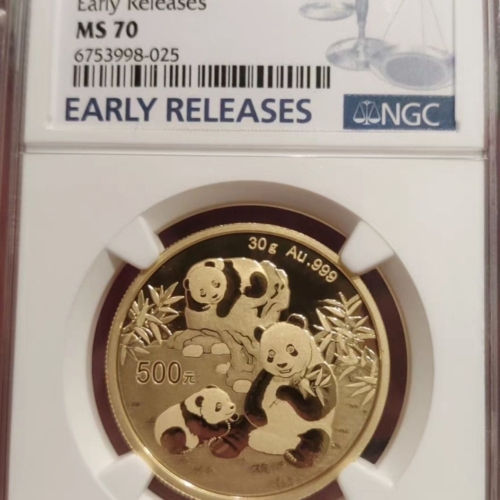 Early Releases
MS 70
6753998-025
EARLY RELEASES
NGC
30g Au.999
500元